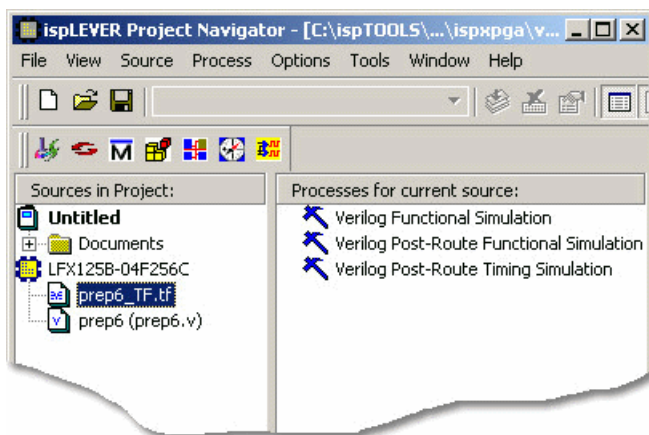 ispLEVER Project Navigator - [C:\ispTOOLS\...\ispxpga\v...
File View Source Process Options Tools Window Help
Sources in Project:
Untitled
Documents
LFX125B-04F256C
prep6_TF.tf
prep6 (prep6.v)
Processes for current source:
Verilog Functional Simulation
Verilog Post-Route Functional Simulation
Verilog Post-Route Timing Simulation